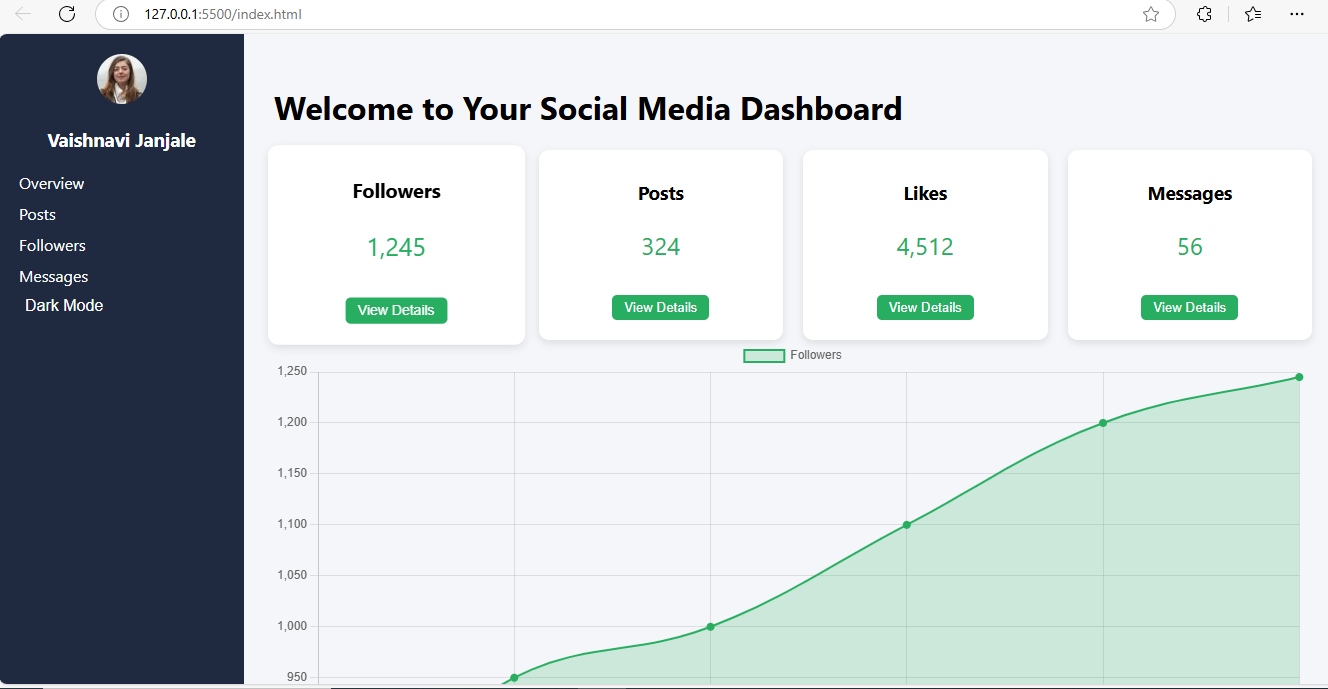 127.0.0.1:5500/index.html
Vaishnavi Janjale
Overview
Posts
Followers
Messages
Dark Mode
Welcome to Your Social Media Dashboard
Followers
1,245
View Details
Posts
324
View Details
Likes
4,512
View Details
Messages
56
View Details
Followers
1,250
1,200
1,150
1,100
1,050
1,000
950